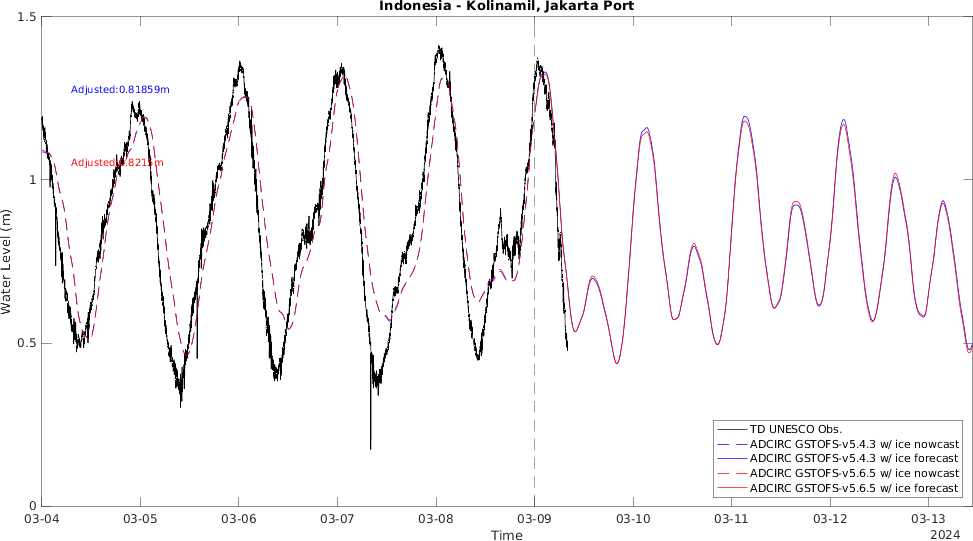 Indonesia - Kolinamil, Jakarta Port
1.5
1
0.5
0
Water Level (m)
Adjusted:0.81859m
Adjusted:0.8215m
TD UNESCO Obs.
ADCIRC GSTOFS-v5.4.3 w/ ice nowcast
ADCIRC GSTOFS-v5.4.3 w/ ice forecast
ADCIRC GSTOFS-v5.6.5 w/ ice nowcast
ADCIRC GSTOFS-v5.6.5 w/ ice forecast
03-04 03-05 03-06 03-07 03-08 03-09 03-10 03-11 03-12 03-13
Time
2024